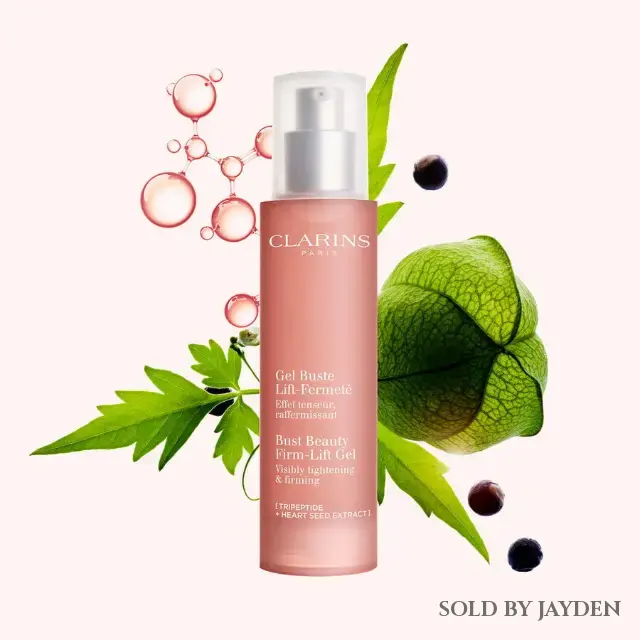 CLARINS
PARIS
Gel Buste
Lift-Fermeté
Effet tenseur,
raffermissant
Bust Beauty
Firm-Lift Gel
Visibly tightening
& firming
[ TRIPEPTIDE
+ HEART SEED EXTRACT ]
SOLD BY JAYDEN